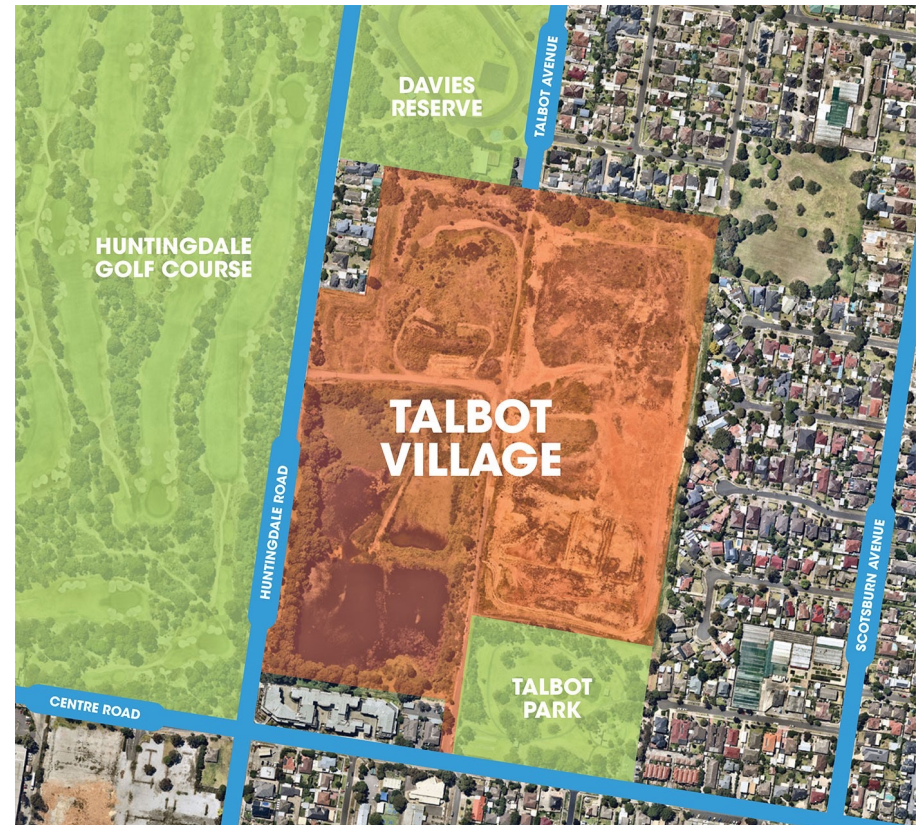 DAVIES
RESERVE
TALBOT AVENUE
HUNTINGDALE
GOLF COURSE
TALBOT
VILLAGE
HUNTINGDALE ROAD
SCOTSBURN AVENUE
TALBOT
PARK
CENTRE ROAD